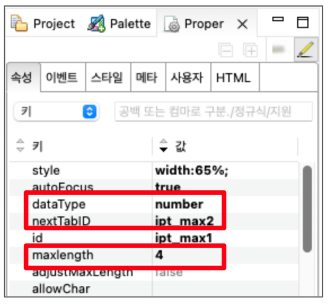 Project Palette Proper
속성 이벤트 스타일 메타 사용자 HTML
키 공백 또는 컴마로 구분./정규식/지원
키 값
style width:65%;
autoFocus true
dataType number
nextTabID ipt_max2
id ipt_max1
maxlength 4
adjustMaxLength false
allowChar